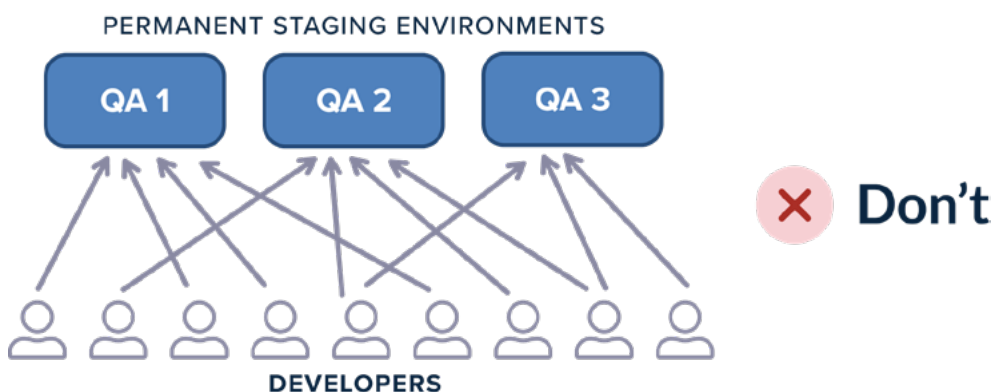 PERMANENT STAGING ENVIRONMENTS
QA 1
QA 2
QA 3
Don't
DEVELOPERS